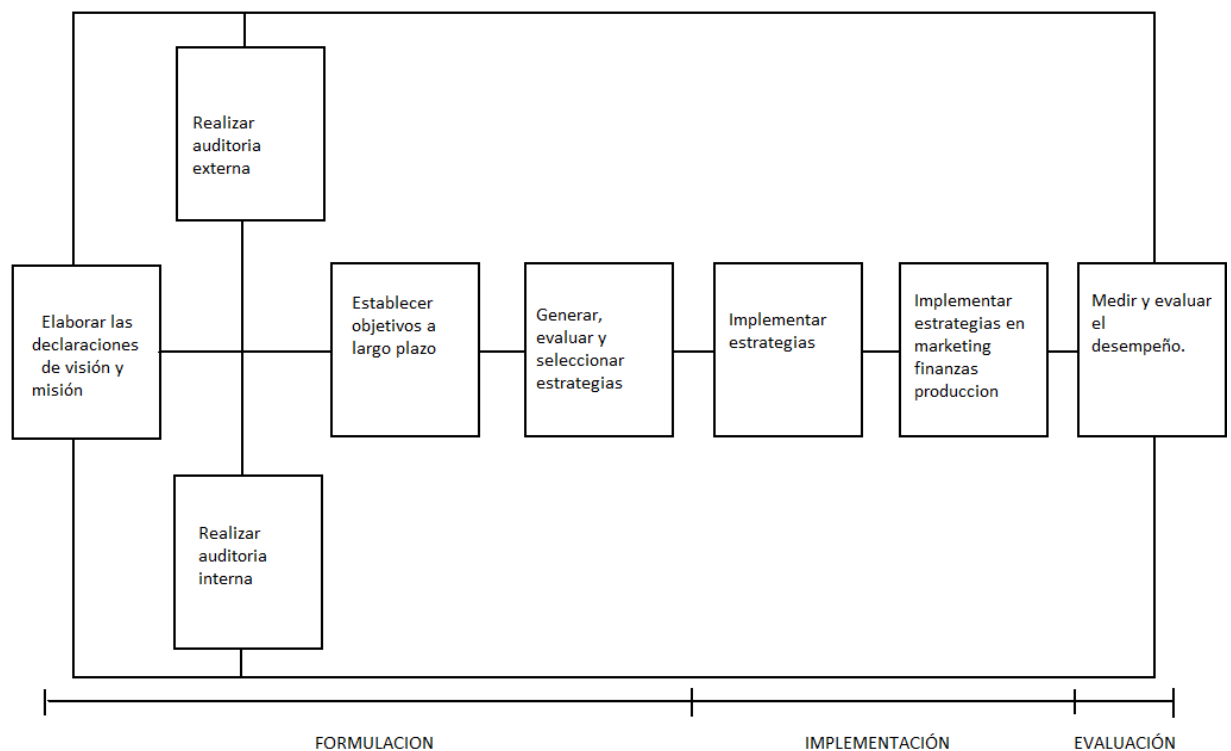 Realizar
auditoria
externa
Elaborar las
declaraciones
de visión y
misión
Establecer
objetivos a
largo plazo
Generar,
evaluar y
seleccionar
estrategias
Implementar
estrategias
Implementar
estrategias en
marketing
finanzas
produccion
Medir y evaluar
el
desempeño.
Realizar
auditoria
interna
FORMULACION
IMPLEMENTACIÓN
EVALUACIÓN